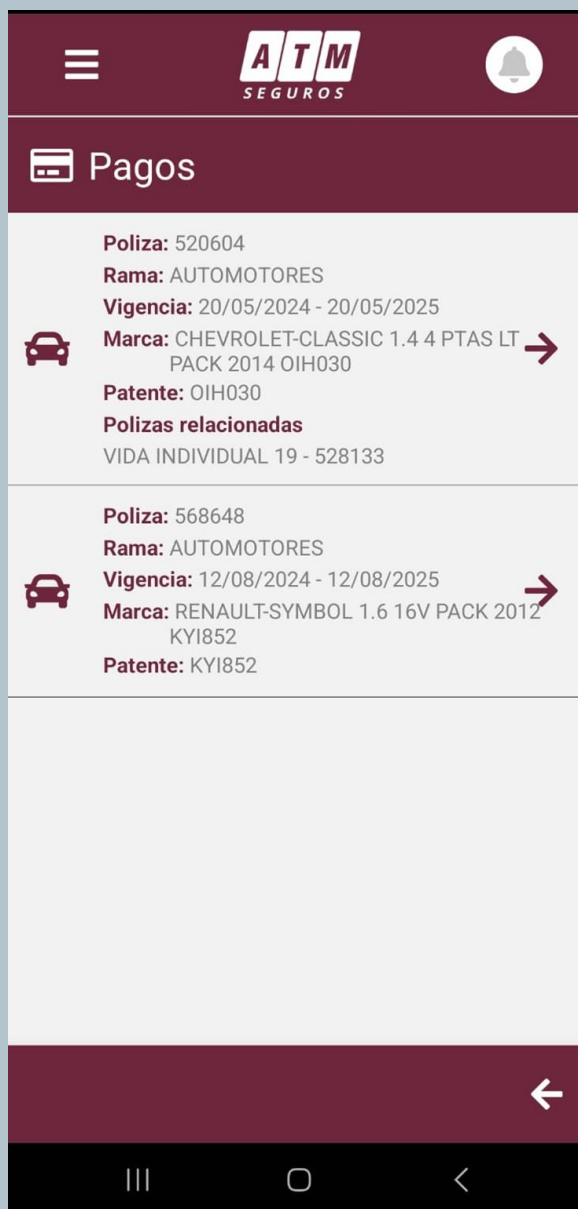 ATM
SEGUROS
Pagos
Poliza: 520604
Rama: AUTOMOTORES
Vigencia: 20/05/2024 - 20/05/2025
Marca: CHEVROLET-CLASSIC 1.4 4 PTAS LT
PACK 2014 OIH030
Patente: OIH030
Polizas relacionadas
VIDA INDIVIDUAL 19 - 528133
Poliza: 568648
Rama: AUTOMOTORES
Vigencia: 12/08/2024 - 12/08/2025
Marca: RENAULT-SYMBOL 1.6 16V PACK 2012
KYI852
Patente: KYI852